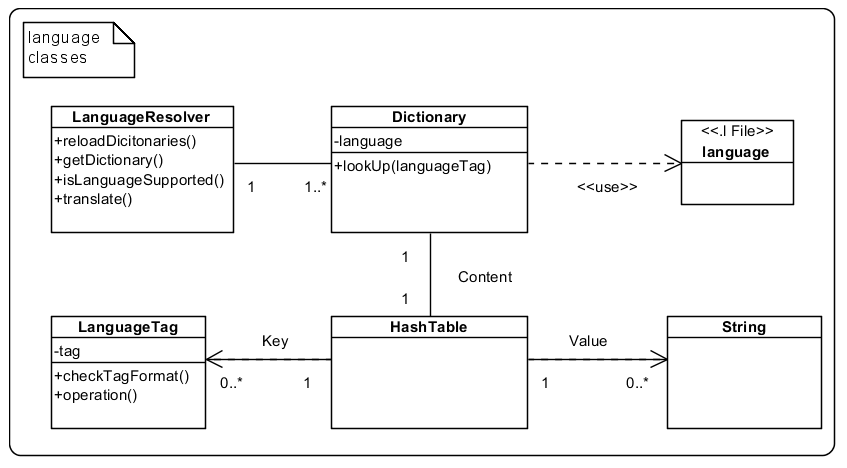 language
classes
LanguageResolver
+reloadDicitonaries()
+getDictionary()
+isLanguageSupported()
+translate()
1
1..*
Dictionary
-language
+lookUp(languageTag)
<<use>>
<<.l File>>
language
1
Content
1
LanguageTag
-tag
+checkTagFormat()
+operation()
Key
0..*
1
HashTable
Value
1
0..*
String